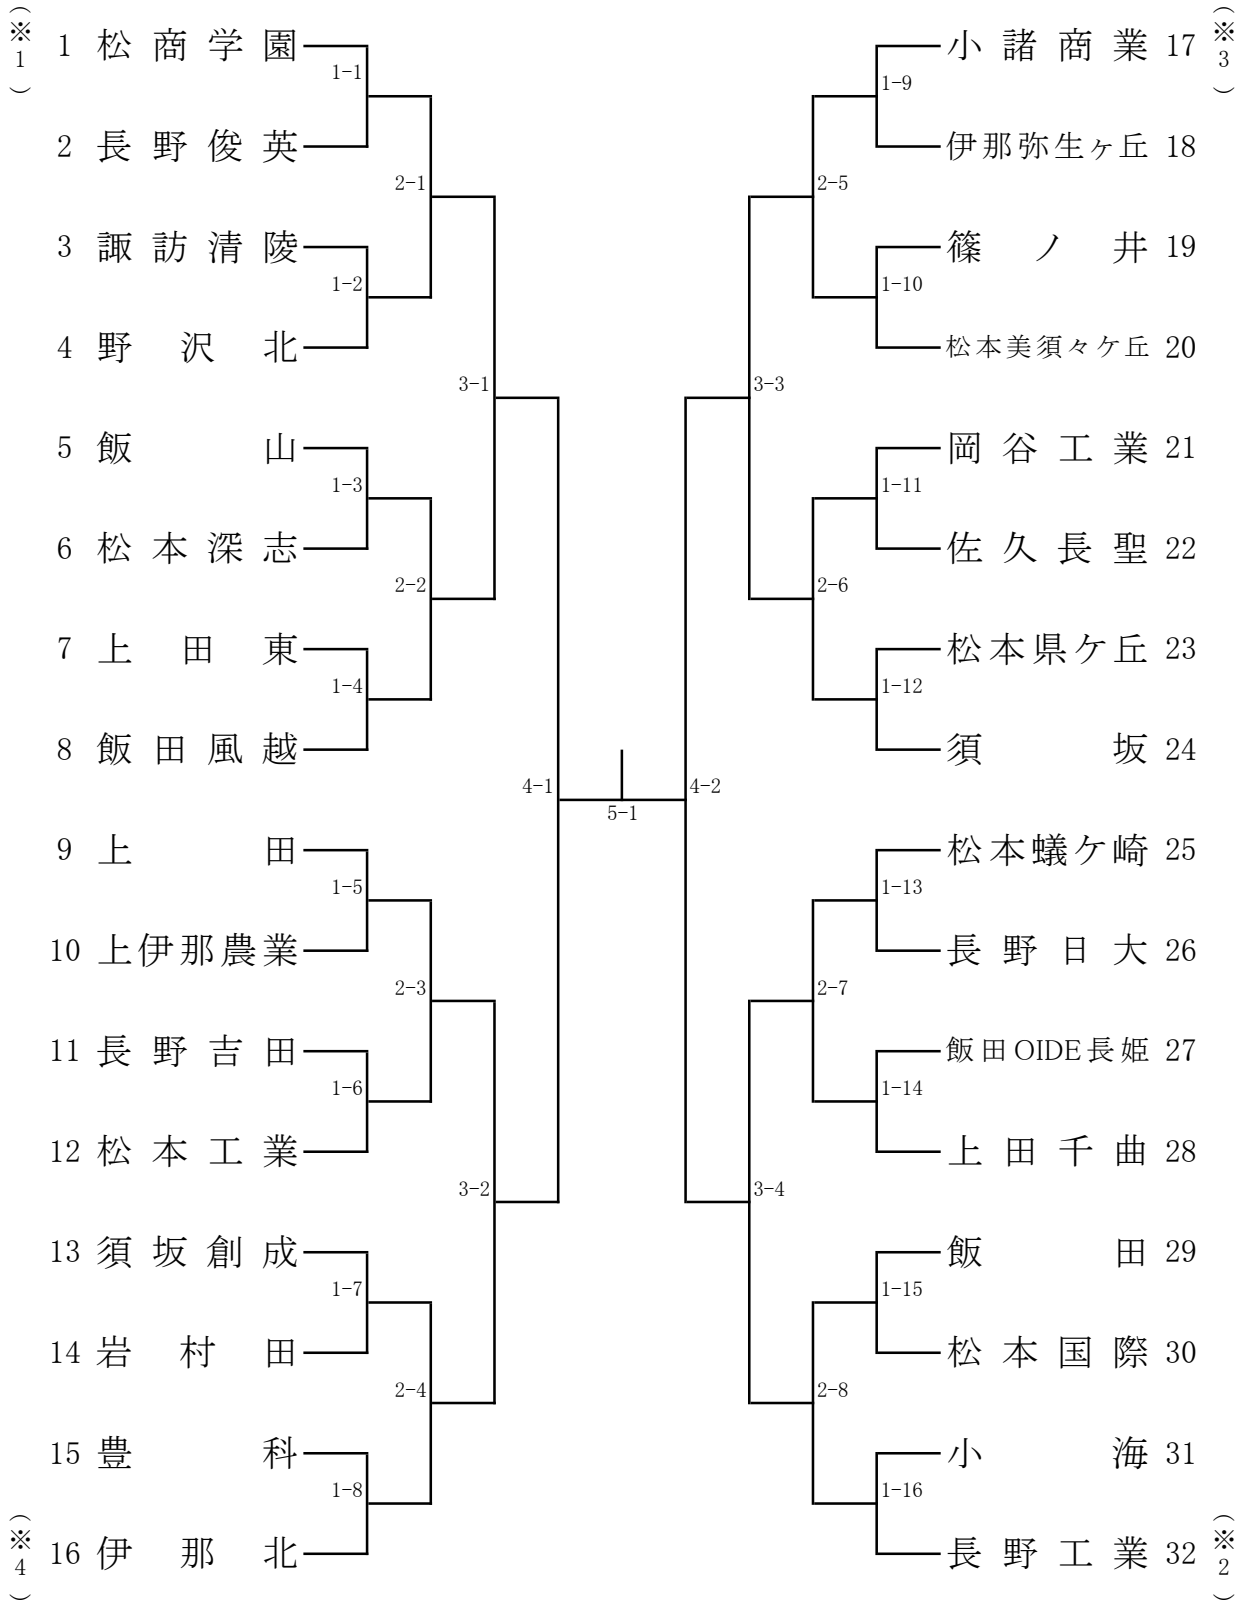 （※1） 1 松商学園
1-1
2 長野俊英
2-1
3 諏訪清陵
1-2
4 野沢北
3-1
5 飯山
1-3
6 松本深志
2-2
7 上田東
1-4
8 飯田風越
4-1
9 上田
1-5
10 上伊那農業
2-3
11 長野吉田
1-6
12 松本工業
3-2
13 須坂創成
1-7
14 岩村田
2-4
15 豊科
1-8
（※4） 16 伊那北
5-1
小諸商業 17 （※3）
1-9
伊那弥生ヶ丘 18
2-5
篠ノ井 19
1-10
松本美須々ケ丘 20
3-3
岡谷工業 21
1-11
佐久長聖 22
2-6
松本県ケ丘 23
1-12
須坂 24
4-2
松本蟻ケ崎 25
1-13
長野日大 26
2-7
飯田OIDE長姫 27
1-14
上田千曲 28
3-4
飯田 29
1-15
松本国際 30
2-8
小海 31
1-16
長野工業 32 （※2）